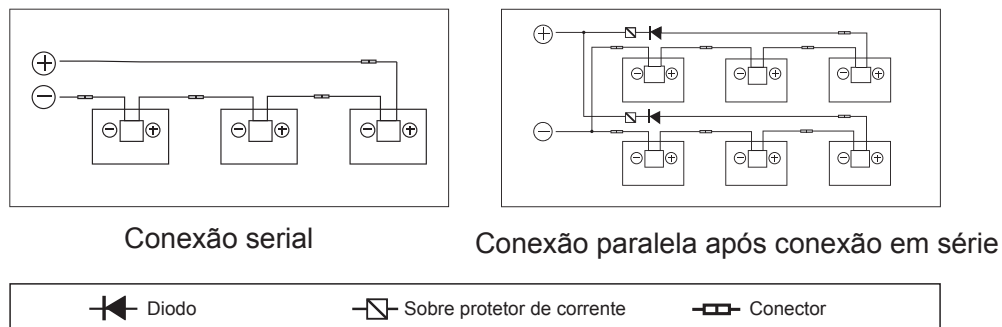 Conexão serial
Conexão paralela após conexão em série
Diodo
Sobre protetor de corrente
Conector